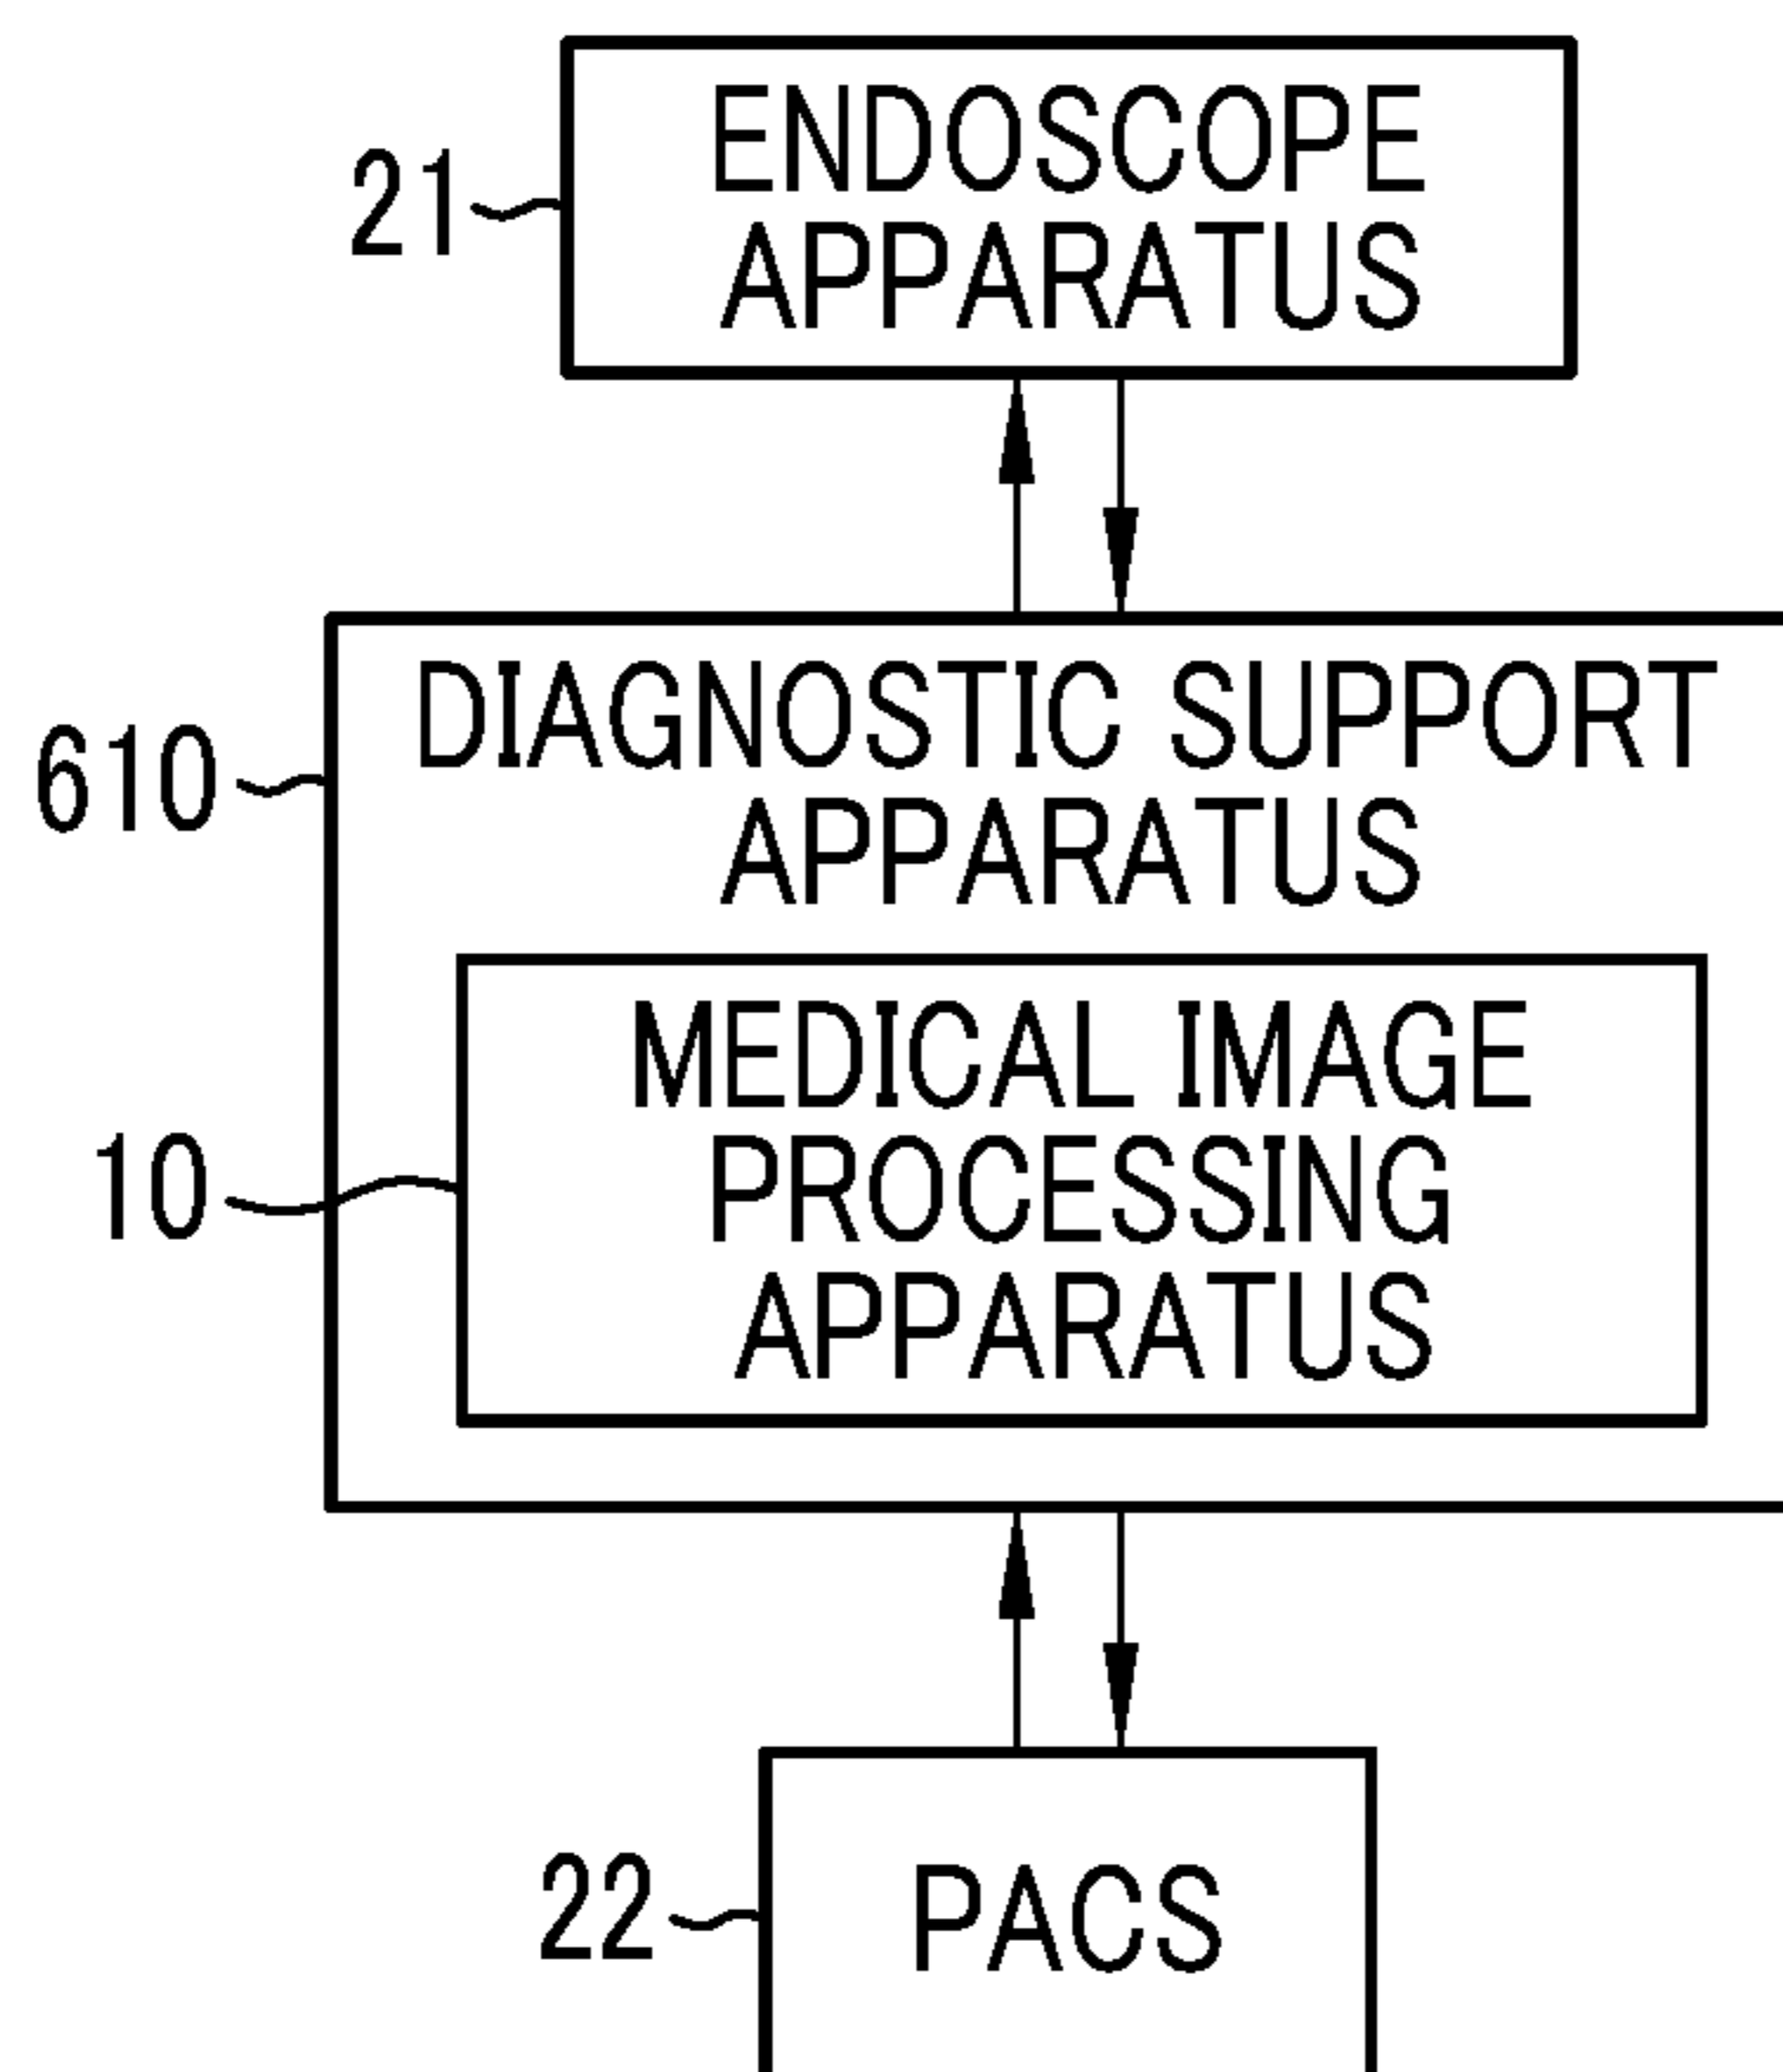 ENDOSCOPE
21
APPARATUS
DIAGNOSTIC SUPPORT
610
APPARATUS
MEDICAL IMAGE
10
PROCESSING
APPARATUS
22
PACS